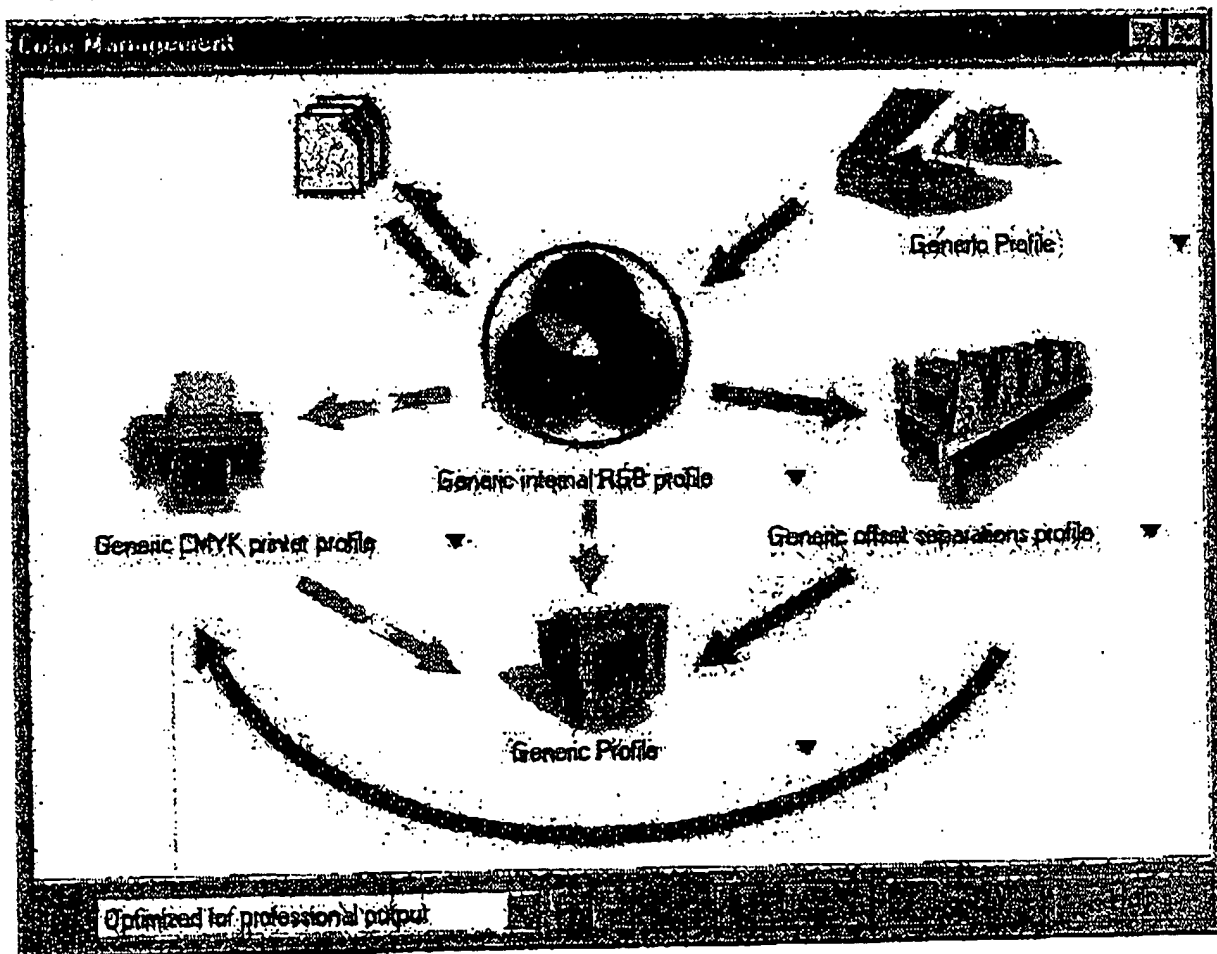 Color Management
Generic Profile
Generic internal RGB profile
Generic CMYK printer profile
Generic offset separations profile
Generic Profile
Optimized for professional output